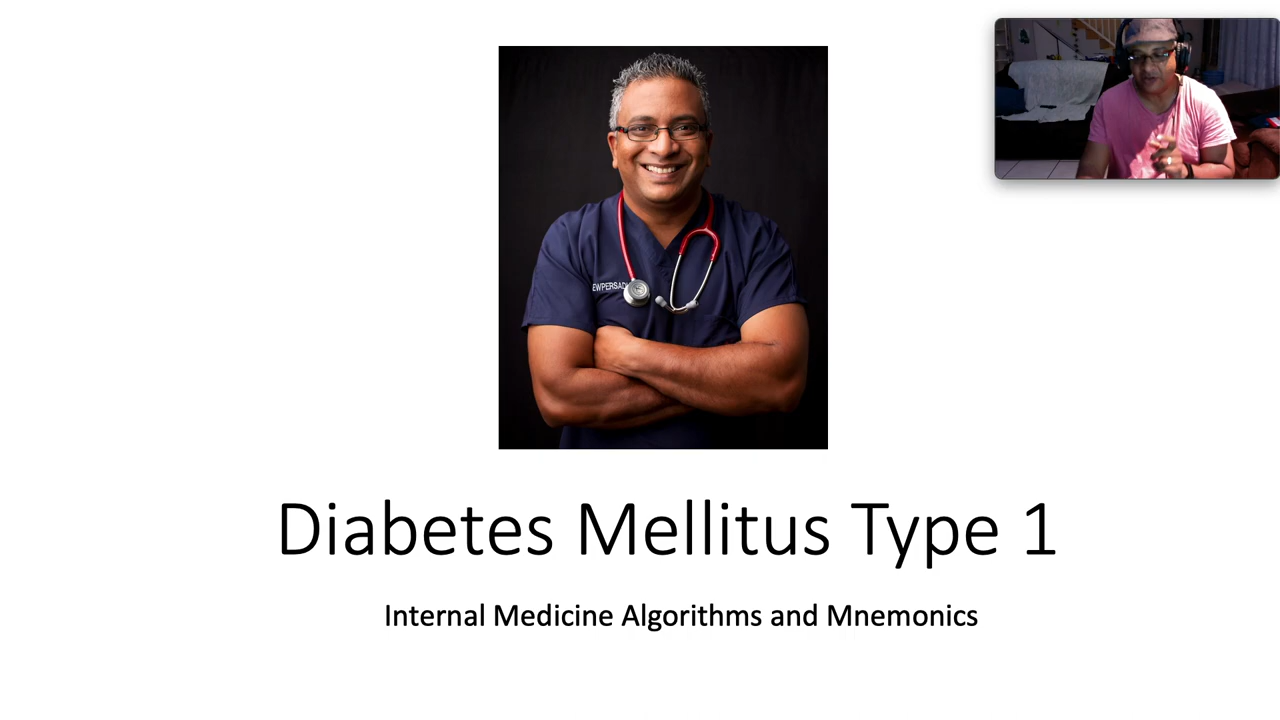 Diabetes Mellitus Type 1
Internal Medicine Algorithms and Mnemonics